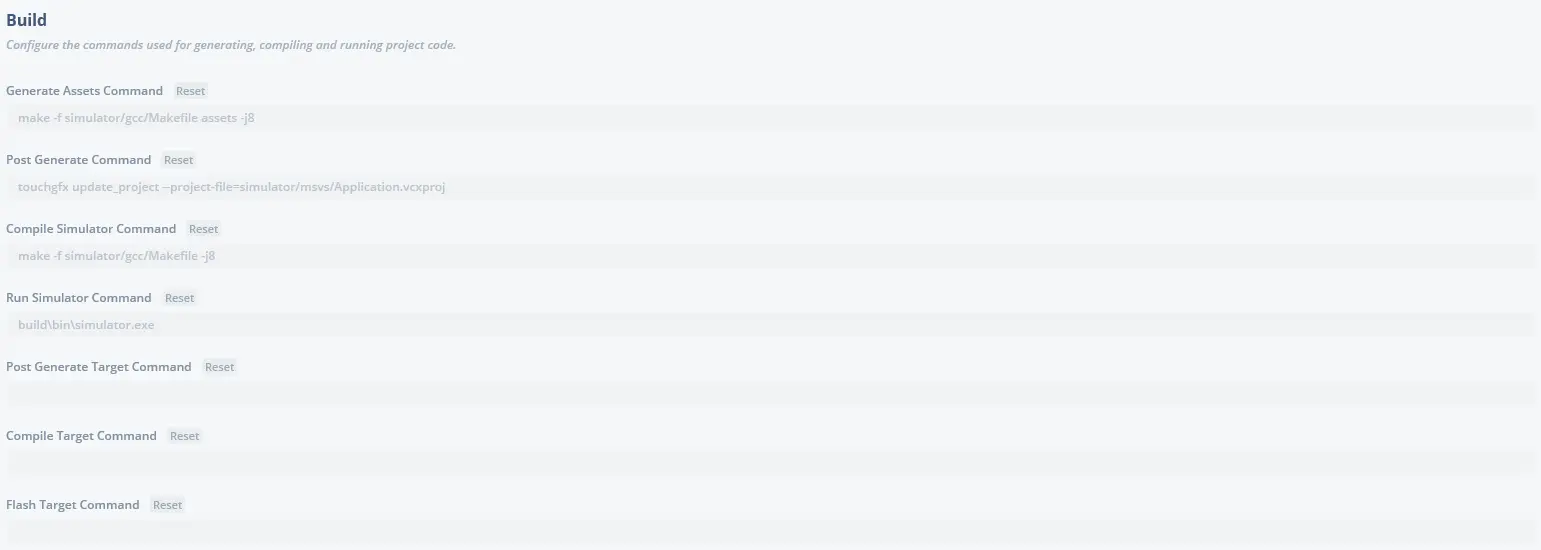 Build
Configure the commands used for generating, compiling and running project code.
Generate Assets Command Reset
make -f simulator/gcc/Makefile assets -j8
Post Generate Command Reset
touchgfx update_project --project-file=simulator/msvs/Application.vcxproj
Compile Simulator Command Reset
make -f simulator/gcc/Makefile -j8
Run Simulator Command Reset
build\bin\simulator.exe
Post Generate Target Command Reset
Compile Target Command Reset
Flash Target Command Reset